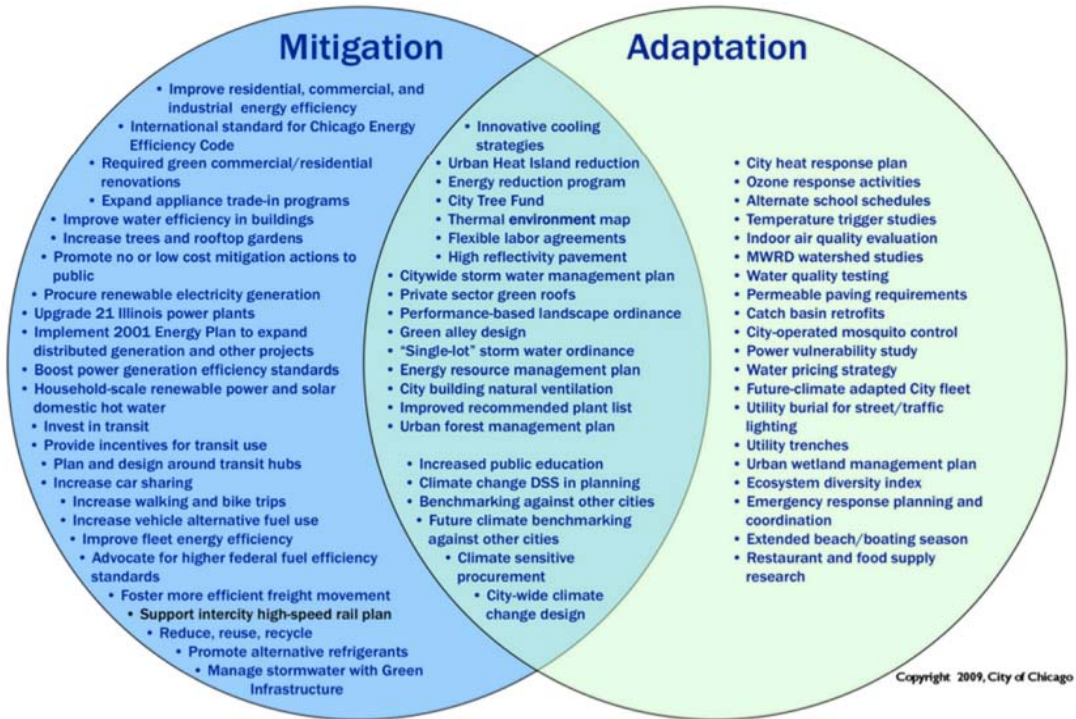 Mitigation
• Improve residential, commercial, and
industrial energy efficiency
• International standard for Chicago Energy
Efficiency Code
• Required green commercial/residential
renovations
• Expand appliance trade-in programs
• Improve water efficiency in buildings
• Increase trees and rooftop gardens
• Promote no or low cost mitigation actions to
public
• Procure renewable electricity generation
• Upgrade 21 Illinois power plants
• Implement 2001 Energy Plan to expand
distributed generation and other projects
• Boost power generation efficiency standards
• Household-scale renewable power and solar
domestic hot water
• Invest in transit
• Provide incentives for transit use
• Plan and design around transit hubs
• Increase car sharing
• Increase walking and bike trips
• Increase vehicle alternative fuel use
• Improve fleet energy efficiency
• Advocate for higher federal fuel efficiency
standards
• Foster more efficient freight movement
• Support intercity high-speed rail plan
• Reduce, reuse, recycle
• Promote alternative refrigerants
• Manage stormwater with Green
Infrastructure
• Innovative cooling
strategies
• Urban Heat Island reduction
• Energy reduction program
• City Tree Fund
• Thermal environment map
• Flexible labor agreements
• High reflectivity pavement
• Citywide storm water management plan
• Private sector green roofs
• Performance-based landscape ordinance
• Green alley design
• "Single-lot" storm water ordinance
• Energy resource management plan
• City building natural ventilation
• Improved recommended plant list
• Urban forest management plan
• Increased public education
• Climate change DSS in planning
• Benchmarking against other cities
• Future climate benchmarking
against other cities
• Climate sensitive
procurement
• City-wide climate
change design
Adaptation
• City heat response plan
• Ozone response activities
• Alternate school schedules
• Temperature trigger studies
• Indoor air quality evaluation
• MWRD watershed studies
• Water quality testing
• Permeable paving requirements
• Catch basin retrofits
• City-operated mosquito control
• Power vulnerability study
• Water pricing strategy
• Future-climate adapted City fleet
• Utility burial for street/traffic
lighting
• Utility trenches
• Urban wetland management plan
• Ecosystem diversity index
• Emergency response planning and
coordination
• Extended beach/boating season
• Restaurant and food supply
research
Copyright 2009, City of Chicago